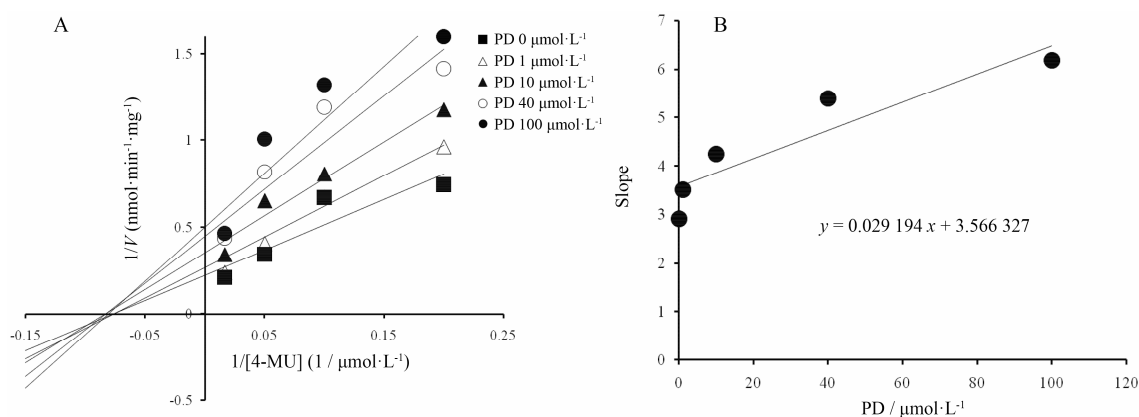 A
1/V (nmol·min⁻¹·mg⁻¹)
1.5
1
0.5
0
-0.5
-0.15
-0.05
0.05
0.15
0.25
1/[4-MU] (1 / μmol·L⁻¹)
PD 0 μmol·L⁻¹
PD 1 μmol·L⁻¹
PD 10 μmol·L⁻¹
PD 40 μmol·L⁻¹
PD 100 μmol·L⁻¹
B
Slope
7
6
5
4
3
2
1
0
y = 0.029 194 x + 3.566 327
0
20
40
60
80
100
120
PD / μmol·L⁻¹